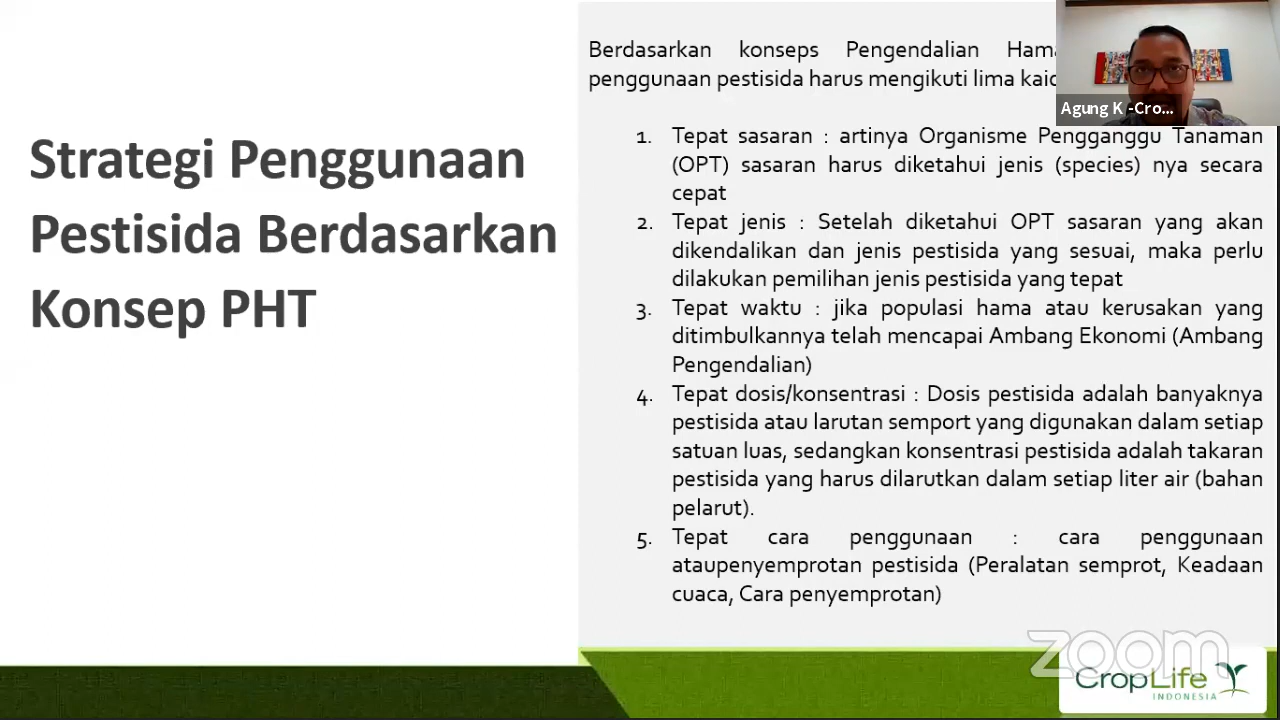 Strategi Penggunaan
Pestisida Berdasarkan
Konsep PHT
Berdasarkan konseps Pengendalian
penggunaan pestisida harus mengikuti lima
1. Tepat sasaran : artinya Organisme Pengganggu Tanaman
(OPT) sasaran harus diketahui jenis (species) nya secara
cepat
2. Tepat jenis : Setelah diketahui OPT sasaran yang akan
dikendalikan dan jenis pestisida yang sesuai, maka perlu
dilakukan pemilihan jenis pestisida yang tepat
3. Tepat waktu : jika populasi hama atau kerusakan yang
ditimbulkannya telah mencapai Ambang Ekonomi (Ambang
Pengendalian)
4. Tepat dosis/konsentrasi : Dosis pestisida adalah banyaknya
pestisida atau larutan semport yang digunakan dalam setiap
satuan luas, sedangkan konsentrasi pestisida adalah takaran
pestisida yang harus dilarutkan dalam setiap liter air (bahan
pelarut).
5. Tepat cara penggunaan : cara penggunaan
ataupenyemprotan pestisida (Peralatan semprot, Keadaan
cuaca, Cara penyemprotan)
Agung K -Cro...
zoom
CropLife
INDONESIA